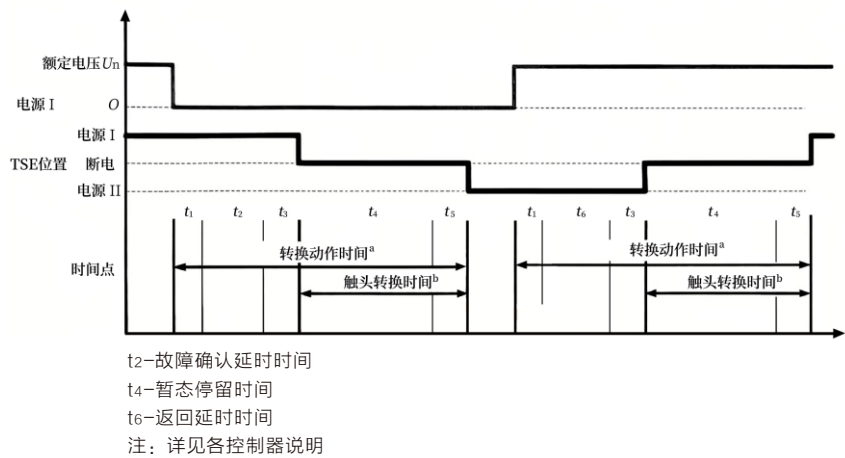 额定电压Un
电源 I O
电源 I
TSE位置 断电
电源 II
t1 t2 t3 t4 t5 t1 t6 t3 t4 t5
转换动作时间a 转换动作时间a
时间点
触头转换时间b 触头转换时间b
t2-故障确认延时时间
t4-暂态停留时间
t6-返回延时时间
注：详见各控制器说明